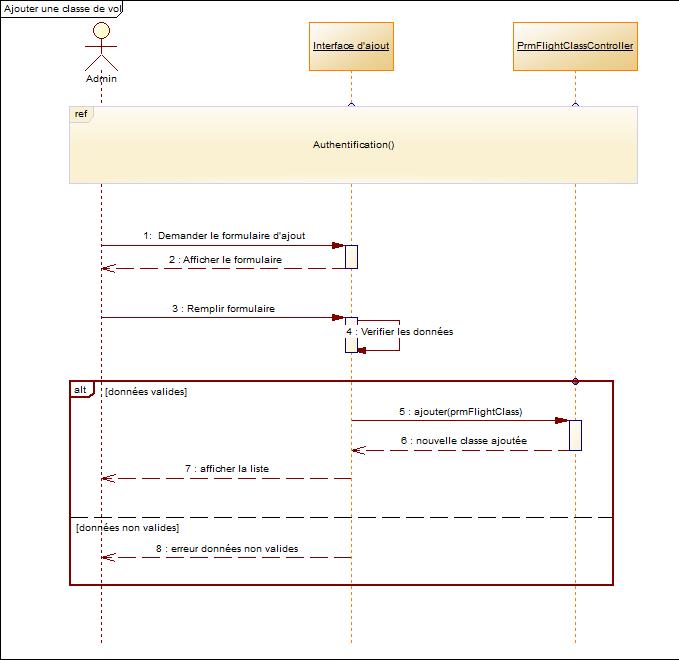 Ajouter une classe de vol
Interface d'ajout
PrmFlightClassController
Admin
ref
Authentification()
1: Demander le formulaire d'ajout
2 : Afficher le formulaire
3 : Remplir formulaire
4 : Verifier les données
alt
[données valides]
5 : ajouter(prmFlightClass)
6 : nouvelle classe ajoutée
7 : afficher la liste
[données non valides]
8 : erreur données non valides